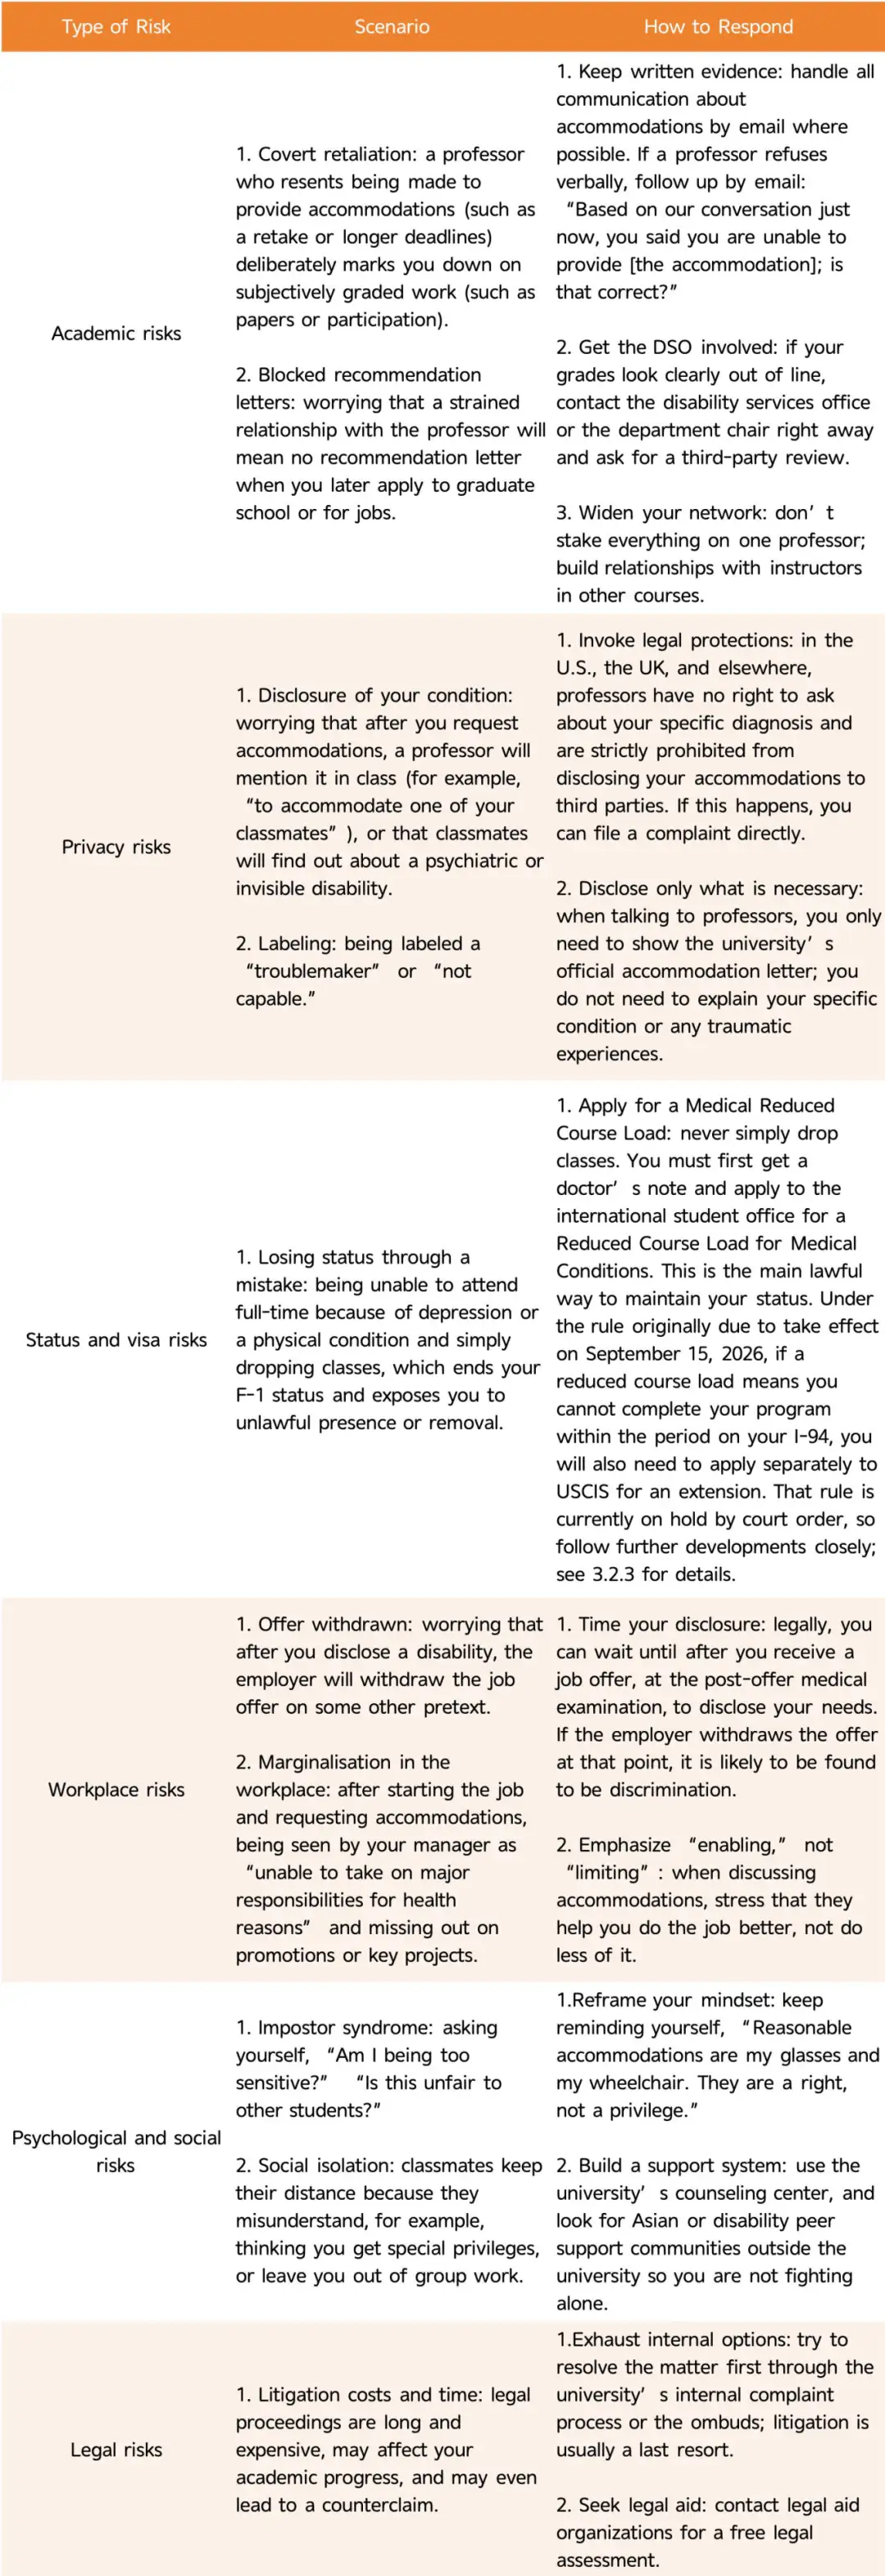 Type of Risk
Scenario
How to Respond
Academic risks
1. Covert retaliation: a professor
who resents being made to
provide accommodations (such as
a retake or longer deadlines)
deliberately marks you down on
subjectively graded work (such as
papers or participation).
2. Blocked recommendation
letters: worrying that a strained
relationship with the professor will
mean no recommendation letter
when you later apply to graduate
school or for jobs.
1. Keep written evidence: handle all
communication about
accommodations by email where
possible. If a professor refuses
verbally, follow up by email:
“Based on our conversation just
now, you said you are unable to
provide [the accommodation]; is
that correct?”
2. Get the DSO involved: if your
grades look clearly out of line,
contact the disability services office
or the department chair right away
and ask for a third-party review.
3. Widen your network: don’t
stake everything on one professor;
build relationships with instructors
in other courses.
Privacy risks
1. Disclosure of your condition:
worrying that after you request
accommodations, a professor will
mention it in class (for example,
“to accommodate one of your
classmates”), or that classmates
will find out about a psychiatric or
invisible disability.
2. Labeling: being labeled a
“troublemaker” or “not
capable.”
1. Invoke legal protections: in the
U.S., the UK, and elsewhere,
professors have no right to ask
about your specific diagnosis and
are strictly prohibited from
disclosing your accommodations to
third parties. If this happens, you
can file a complaint directly.
2. Disclose only what is necessary:
when talking to professors, you only
need to show the university’s
official accommodation letter; you
do not need to explain your specific
condition or any traumatic
experiences.
Status and visa risks
1. Losing status through a
mistake: being unable to attend
full-time because of depression or
a physical condition and simply
dropping classes, which ends your
F-1 status and exposes you to
unlawful presence or removal.
1. Apply for a Medical Reduced
Course Load: never simply drop
classes. You must first get a
doctor’s note and apply to the
international student office for a
Reduced Course Load for Medical
Conditions. This is the main lawful
way to maintain your status. Under
the rule originally due to take effect
on September 15, 2026, if a
reduced course load means you
cannot complete your program
within the period on your I-94, you
will also need to apply separately to
USCIS for an extension. That rule is
currently on hold by court order, so
follow further developments closely;
see 3.2.3 for details.
Workplace risks
1. Offer withdrawn: worrying that
after you disclose a disability, the
employer will withdraw the job
offer on some other pretext.
2. Marginalisation in the
workplace: after starting the job
and requesting accommodations,
being seen by your manager as
“unable to take on major
responsibilities for health
reasons” and missing out on
promotions or key projects.
1. Time your disclosure: legally, you
can wait until after you receive a
job offer, at the post-offer medical
examination, to disclose your needs.
If the employer withdraws the offer
at that point, it is likely to be found
to be discrimination.
2. Emphasize “enabling,” not
“limiting”: when discussing
accommodations, stress that they
help you do the job better, not do
less of it.
Psychological and social
risks
1. Impostor syndrome: asking
yourself, “Am I being too
sensitive?” “Is this unfair to
other students?”
2. Social isolation: classmates keep
their distance because they
misunderstand, for example,
thinking you get special privileges,
or leave you out of group work.
1.Reframe your mindset: keep
reminding yourself, “Reasonable
accommodations are my glasses and
my wheelchair. They are a right,
not a privilege.”
2. Build a support system: use the
university’s counseling center, and
look for Asian or disability peer
support communities outside the
university so you are not fighting
alone.
Legal risks
1. Litigation costs and time: legal
proceedings are long and
expensive, may affect your
academic progress, and may even
lead to a counterclaim.
1.Exhaust internal options: try to
resolve the matter first through the
university’s internal complaint
process or the ombuds; litigation is
usually a last resort.
2. Seek legal aid: contact legal aid
organizations for a free legal
assessment.